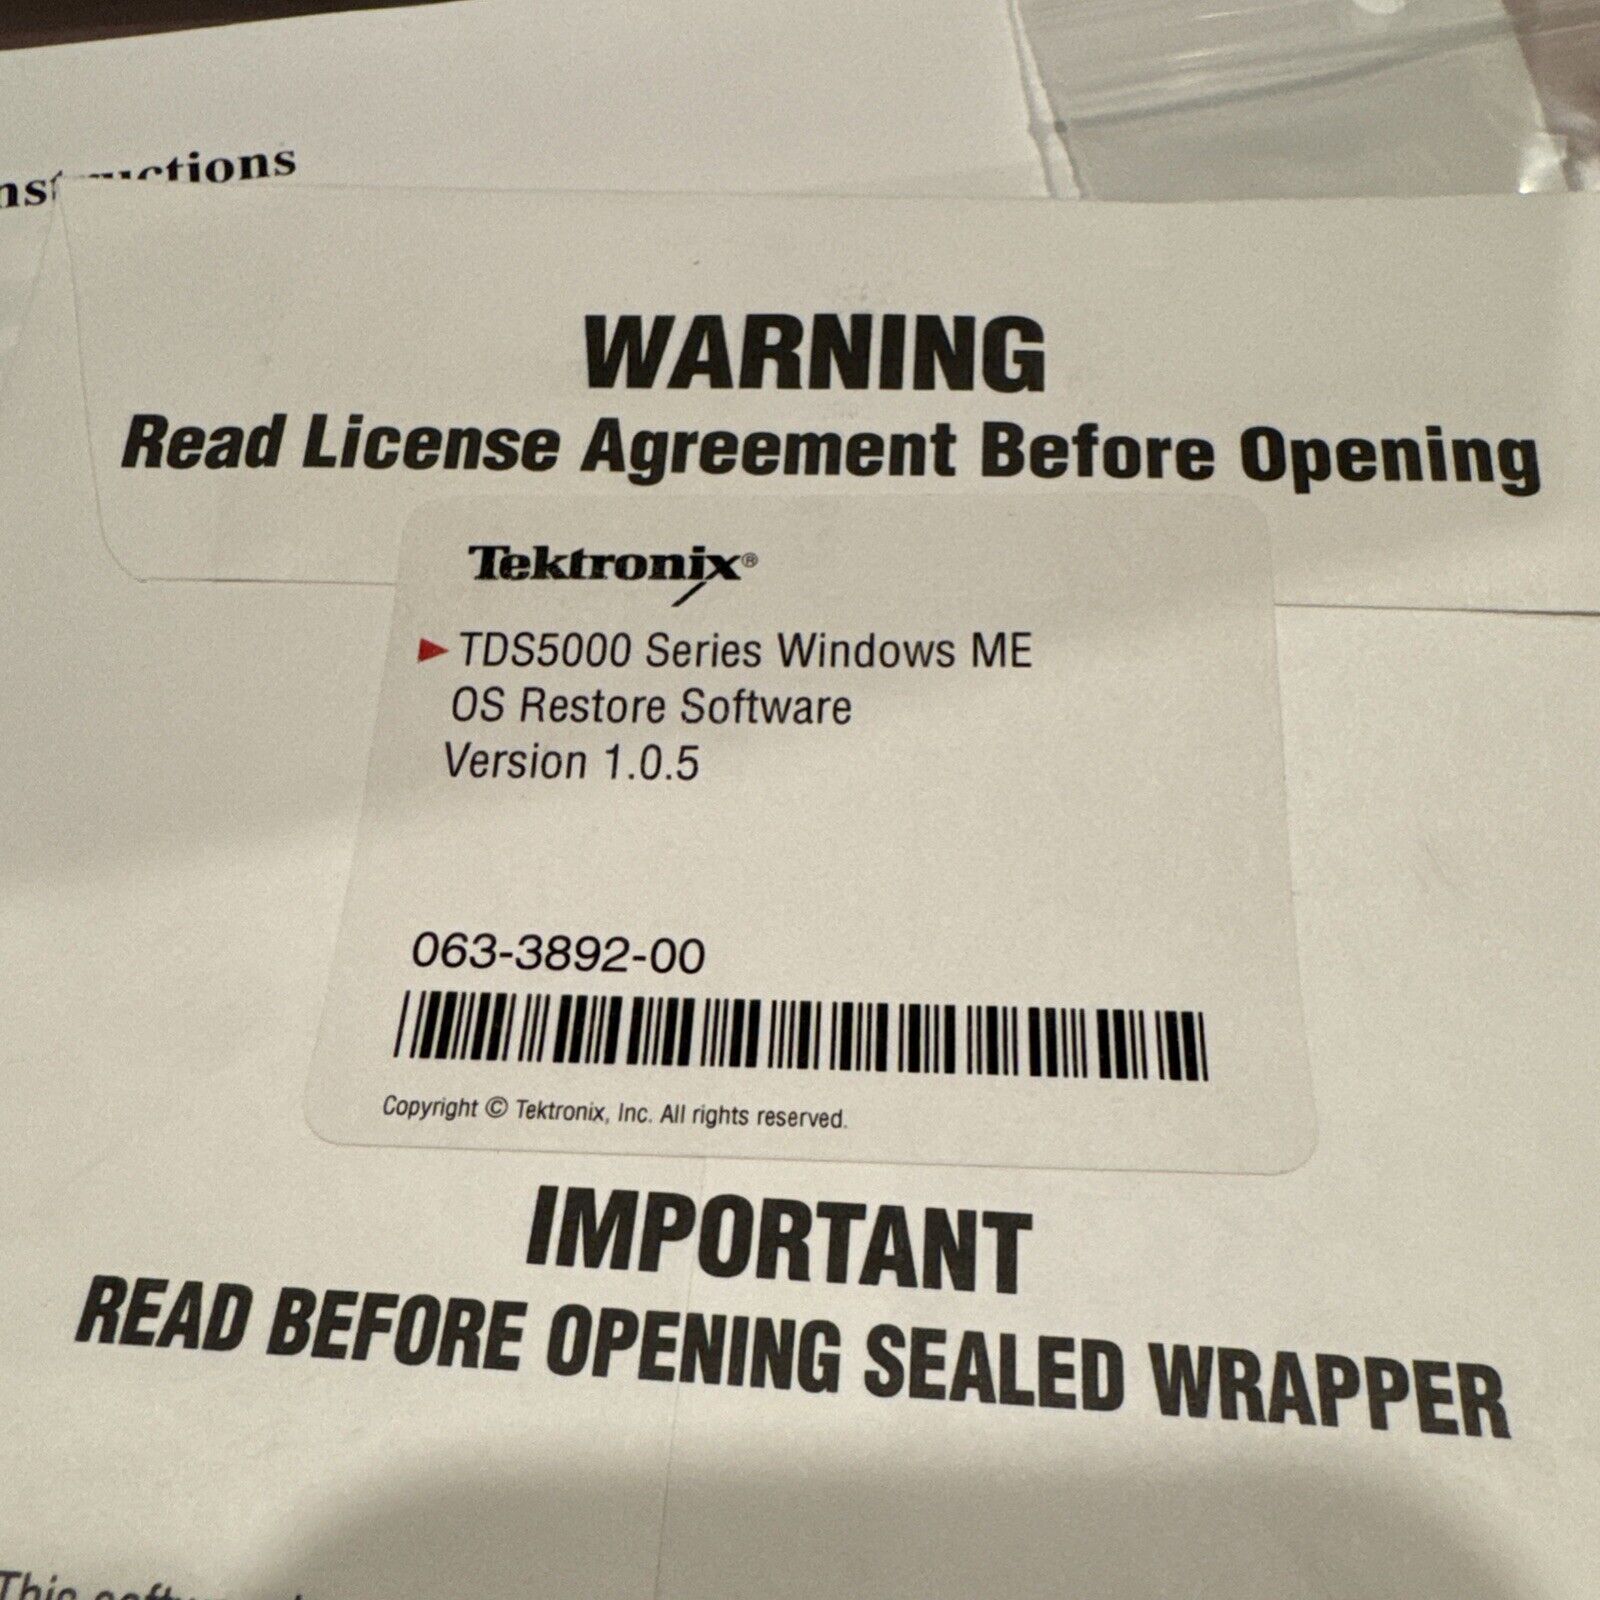 WARNING
Read License Agreement Before Opening
Tektronix®
TDS5000 Series Windows ME
OS Restore Software
Version 1.0.5
063-3892-00
Copyright © Tektronix, Inc. All rights reserved.
IMPORTANT
READ BEFORE OPENING SEALED WRAPPER
This